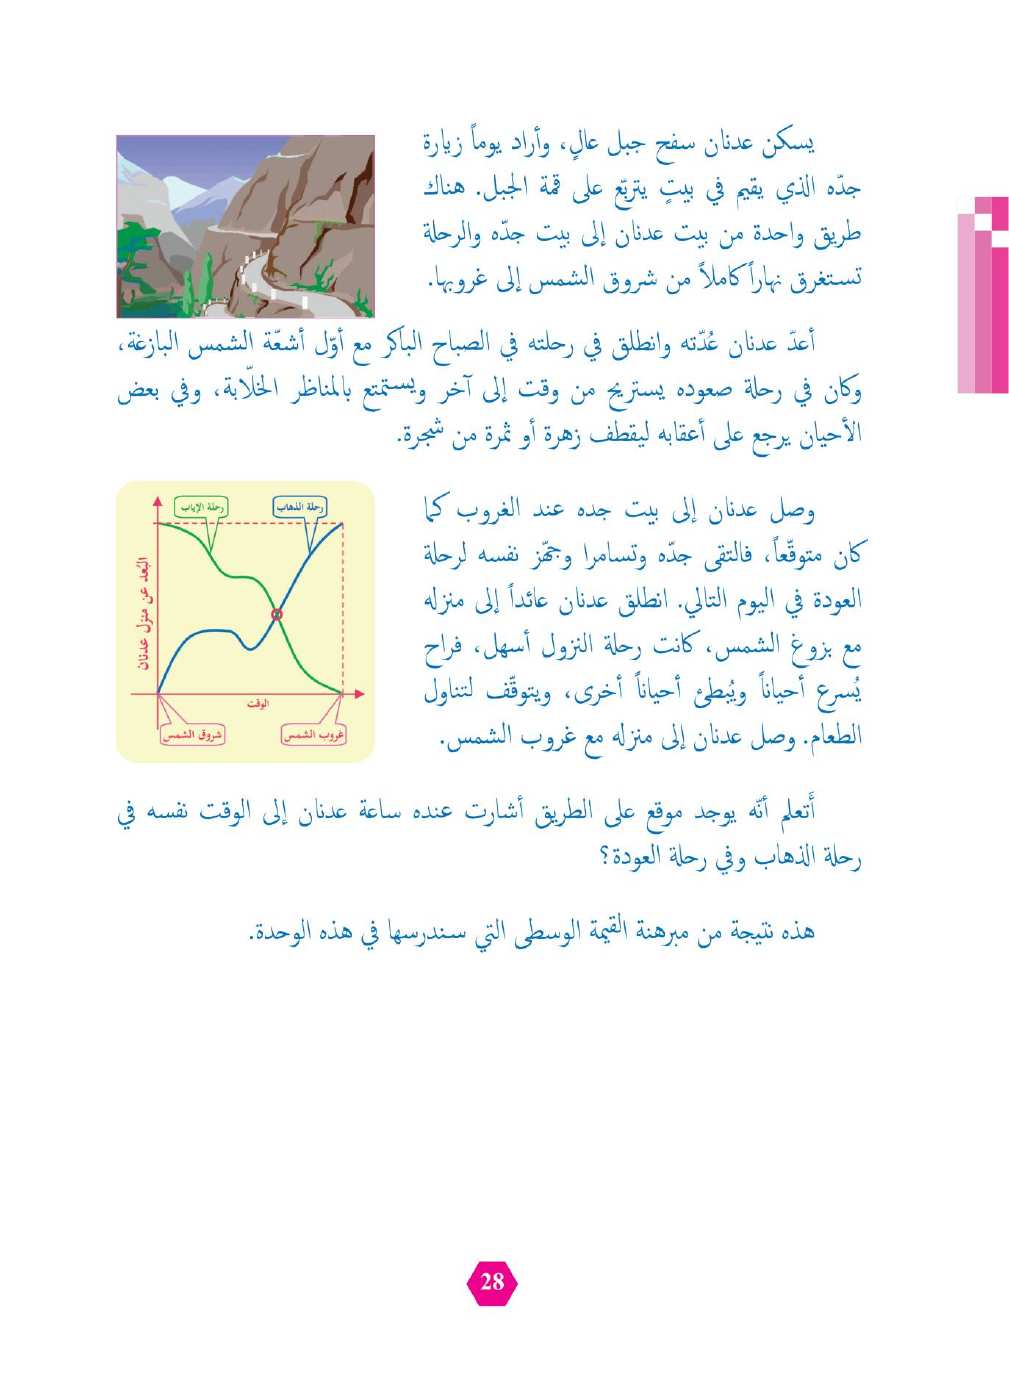 يسكن عدنان سفح جبل عالٍ، وأراد يوماً زيارة
جدّه الذي يقيم في بيتٍ يتربّع على قمة الجبل. هناك
طريق واحدة من بيت عدنان إلى بيت جدّه والرحلة
تستغرق نهاراً كاملاً من شروق الشمس إلى غروبها.
أعدّ عدنان عُدّته وانطلق في رحلته في الصباح الباكر مع أوّل أشعّة الشمس البازغة،
وكان في رحلة صعوده يستريح من وقت إلى آخر ويستمتع بالمناظر الخلّابة، وفي بعض
الأحيان يرجع على أعقابه ليقطف زهرة أو ثمرة من شجرة.
وصل عدنان إلى بيت جده عند الغروب كما
كان متوقّعاً، فالتقى جدّه وتسامرا وجهّز نفسه لرحلة
العودة في اليوم التالي. انطلق عدنان عائداً إلى منزله
مع بزوغ الشمس، كانت رحلة النزول أسهل، فراح
يُسرع أحياناً ويُبطئ أحياناً أخرى، ويتوقّف لتناول
الطعام. وصل عدنان إلى منزله مع غروب الشمس.
رحلة الذهاب
رحلة الإياب
البُعد عن منزل عدنان
الوقت
غروب الشمس
شروق الشمس
أَتعلم أنّه يوجد موقع على الطريق أشارت عنده ساعة عدنان إلى الوقت نفسه في
رحلة الذهاب وفي رحلة العودة؟
هذه نتيجة من مبرهنة القيمة الوسطى التي سندرسها في هذه الوحدة.
28